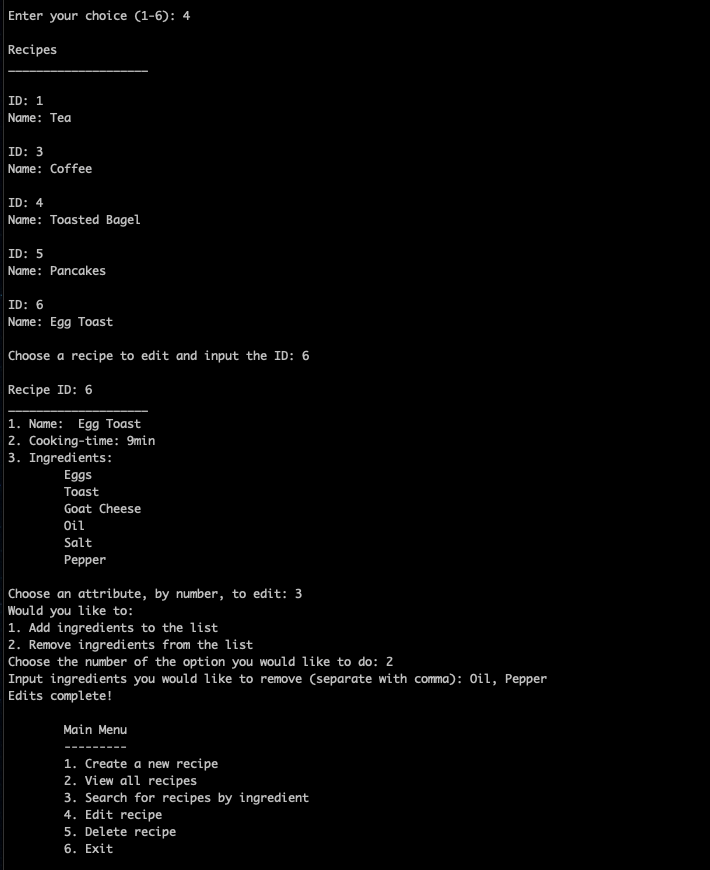 Enter your choice (1-6): 4
Recipes
____________________
ID: 1
Name: Tea
ID: 3
Name: Coffee
ID: 4
Name: Toasted Bagel
ID: 5
Name: Pancakes
ID: 6
Name: Egg Toast
Choose a recipe to edit and input the ID: 6
Recipe ID: 6
____________________
1. Name:  Egg Toast
2. Cooking-time: 9min
3. Ingredients:
Eggs
Toast
Goat Cheese
Oil
Salt
Pepper
Choose an attribute, by number, to edit: 3
Would you like to:
1. Add ingredients to the list
2. Remove ingredients from the list
Choose the number of the option you would like to do: 2
Input ingredients you would like to remove (separate with comma): Oil, Pepper
Edits complete!
Main Menu
---------
1. Create a new recipe
2. View all recipes
3. Search for recipes by ingredient
4. Edit recipe
5. Delete recipe
6. Exit